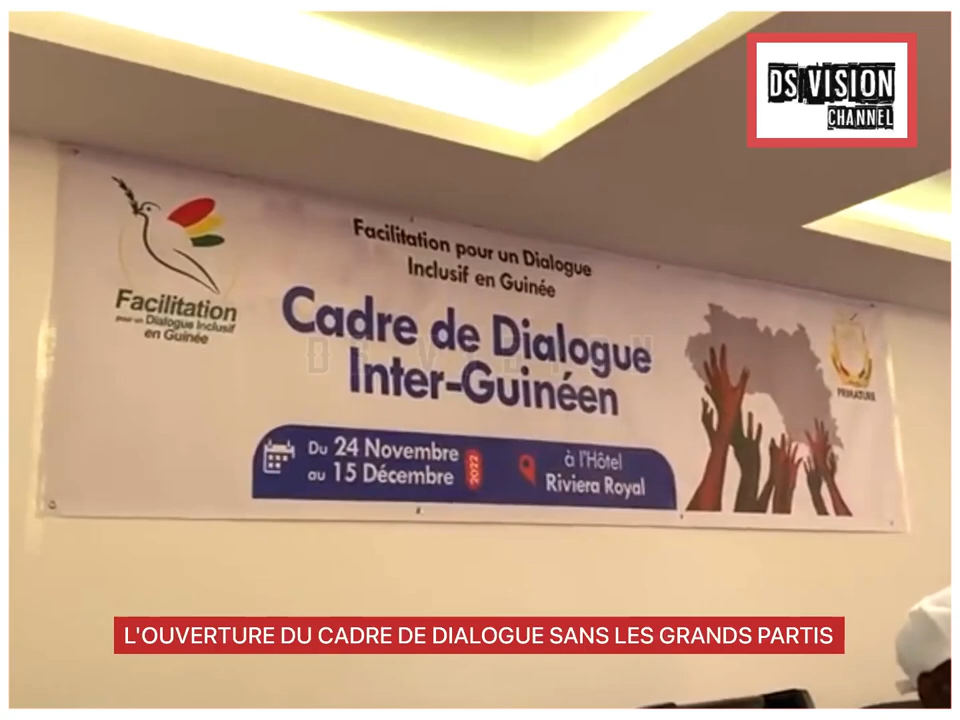 DS VISION
CHANNEL
Facilitation pour un Dialogue
Inclusif en Guinée
Facilitation
pour un Dialogue Inclusif
en Guinée
Cadre de Dialogue
Inter-Guinéen
DS VISION
PRIMATURE
Du 24 Novembre
au 15 Décembre
2022
à l'Hôtel
Riviera Royal
L'OUVERTURE DU CADRE DE DIALOGUE SANS LES GRANDS PARTIS